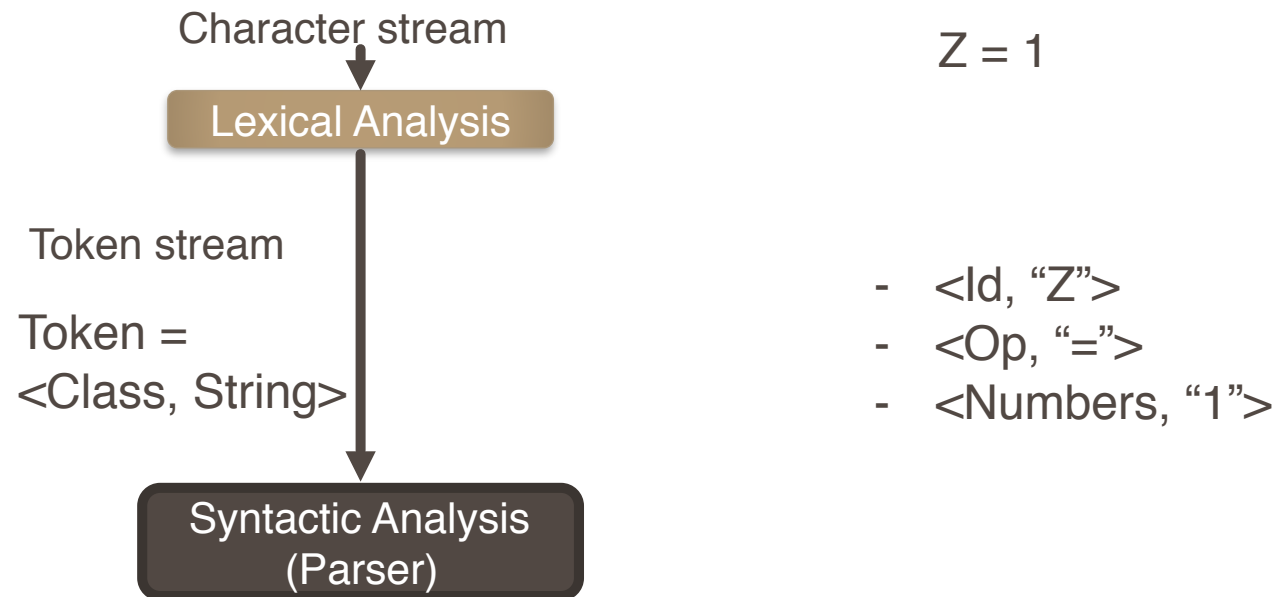 Character stream
Z = 1
Lexical Analysis
Token stream
Token =
<Class, String>
- <Id, “Z”>
- <Op, “=”>
- <Numbers, “1”>
Syntactic Analysis
(Parser)